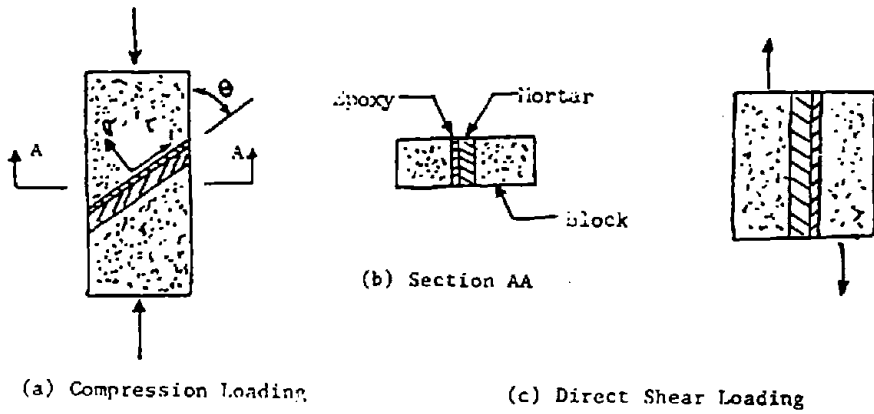 θ
σ
τ
A
A
(a) Compression Loading
Epoxy
Mortar
block
(b) Section AA
(c) Direct Shear Loading